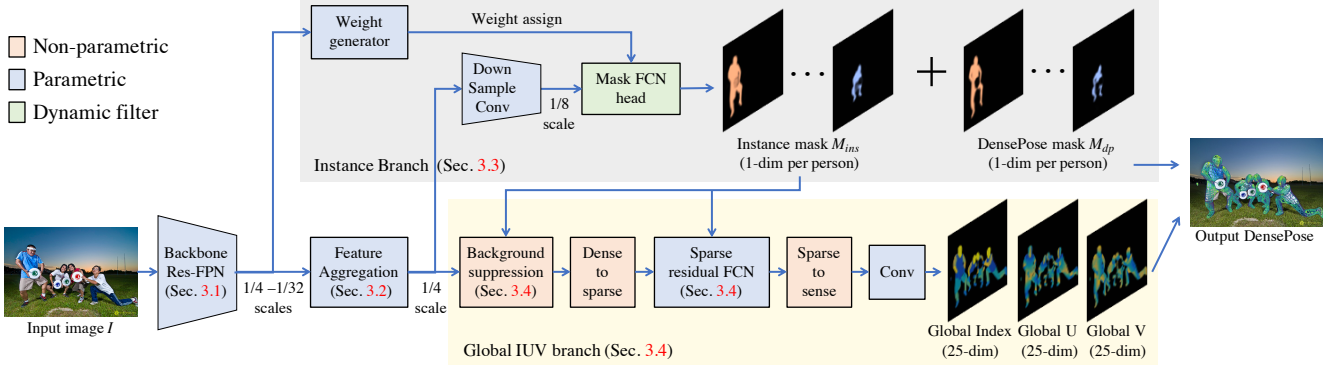 Non-parametric
Parametric
Dynamic filter
Weight
generator
Weight assign
Down
Sample
Conv
1/8
scale
Mask FCN
head
Instance mask M_ins
(1-dim per person)
DensePose mask M_dp
(1-dim per person)
Instance Branch (Sec. 3.3)
Input image I
Backbone
Res-FPN
(Sec. 3.1)
1/4 –1/32
scales
Feature
Aggregation
(Sec. 3.2)
1/4
scale
Background
suppression
(Sec. 3.4)
Dense
to
sparse
Sparse
residual FCN
(Sec. 3.4)
Sparse
to
sense
Conv
Global Index
(25-dim)
Global U
(25-dim)
Global V
(25-dim)
Global IUV branch (Sec. 3.4)
Output DensePose